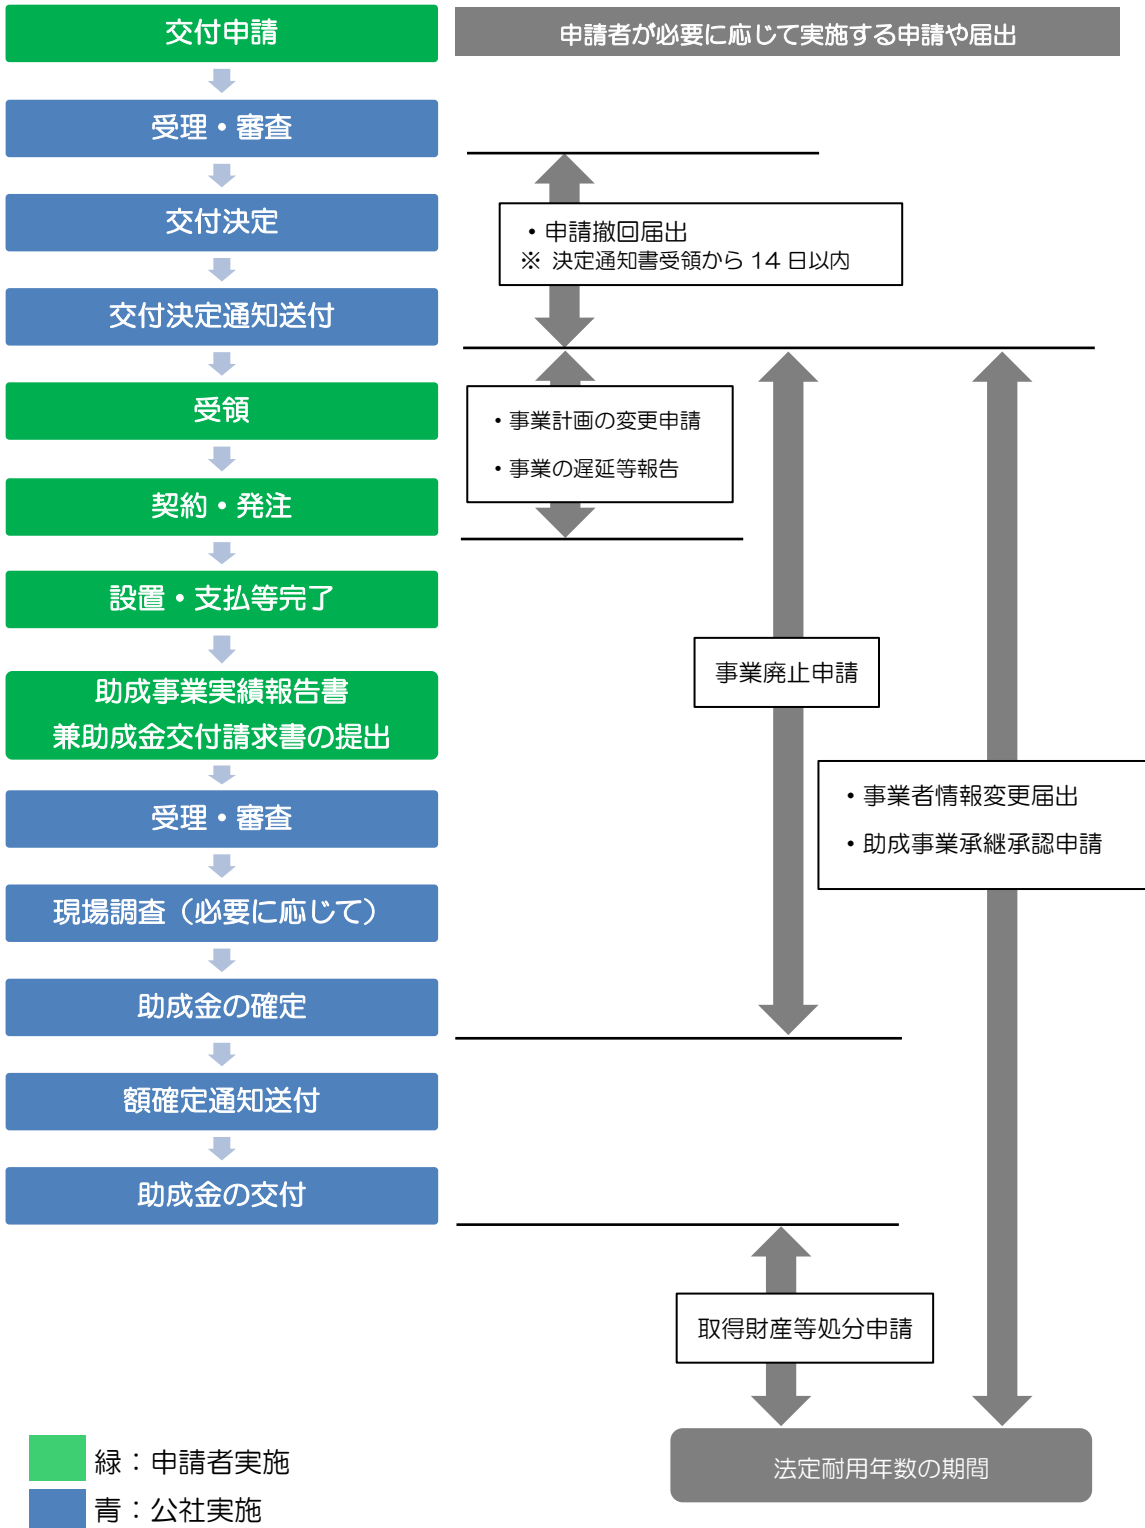 交付申請
受理・審査
交付決定
交付決定通知送付
受領
契約・発注
設置・支払等完了
助成事業実績報告書
兼助成金交付請求書の提出
受理・審査
現場調査（必要に応じて）
助成金の確定
額確定通知送付
助成金の交付
申請者が必要に応じて実施する申請や届出
・申請撤回届出
※ 決定通知書受領から 14 日以内
・事業計画の変更申請
・事業の遅延等報告
事業廃止申請
・事業者情報変更届出
・助成事業承継承認申請
取得財産等処分申請
法定耐用年数の期間
緑：申請者実施
青：公社実施